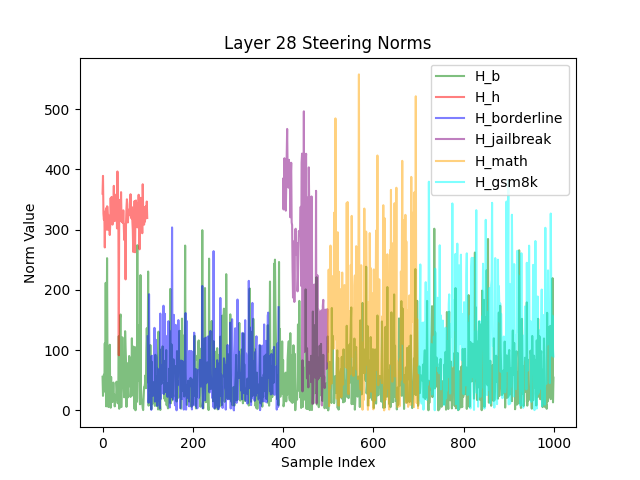 Layer 28 Steering Norms
H_b
H_h
H_borderline
H_jailbreak
H_math
H_gsm8k
Norm Value
500
400
300
200
100
0
0
200
400
600
800
1000
Sample Index